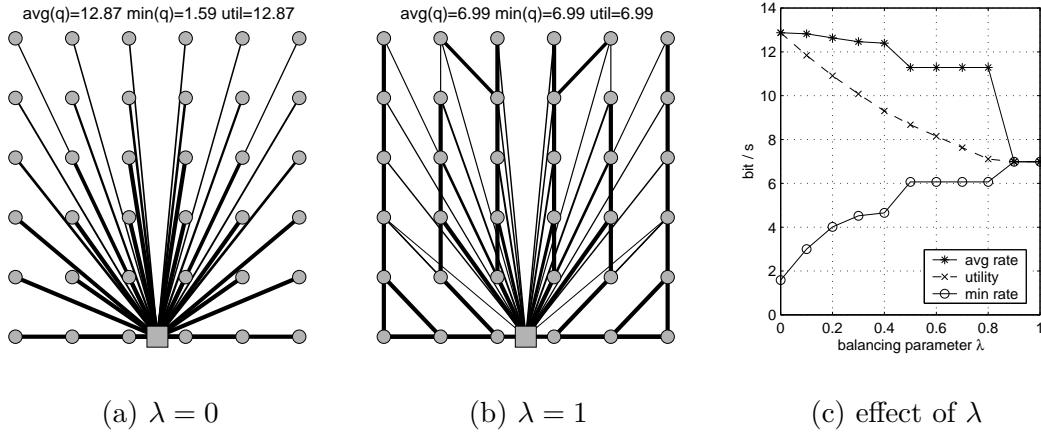 avg(q)=12.87 min(q)=1.59 util=12.87
avg(q)=6.99 min(q)=6.99 util=6.99
14
12
10
8
6
4
2
0
bit / s
avg rate
utility
min rate
0 0.2 0.4 0.6 0.8 1
balancing parameter λ
(a) λ = 0
(b) λ = 1
(c) effect of λ